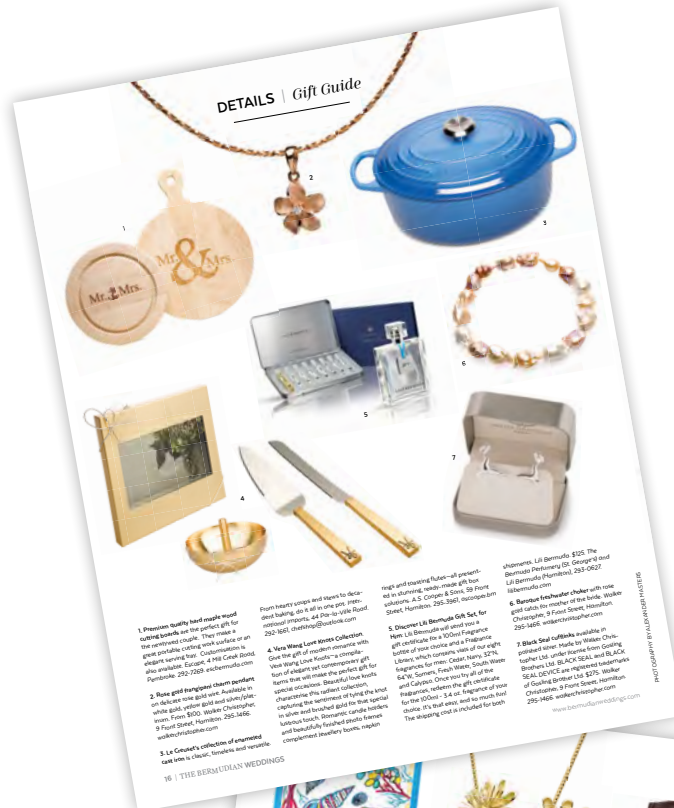 DETAILS | Gift Guide
2
1
3
Mr. & Mrs.
Mr. Mrs.
6
5
7
4
1. Premium quality hard maple wood
cutting boards are the perfect gift for
the newlywed couple. They make a
great portable cutting work surface or an
elegant serving tray. Customisation is
also available. Escape, 4 Mill Creek Road,
Pembroke. 292-7269. eschermuda.com
2. Rose gold frangipani charm pendant
on delicate rose gold wire. Available in
white gold, yellow gold and silver/plat-
inum. From $100. Walker Christopher,
9 Front Street, Hamilton. 295-1466.
walkerchristopher.com
3. Le Creuset's collection of enameled
cast iron is classic, timeless and versatile.
From hearty soups and stews to deca-
dent baking, do it all in one pot. Inter-
national Imports, 44 Par-la-Ville Road.
292-1661, chefshop@outlook.com
4. Vera Wang Love Knots Collection.
Give the gift of modern romance with
Vera Wang Love Knots—a compila-
tion of elegant yet contemporary gift
items that will make the perfect gift for
special occasions. Beautiful love knots
characterise this radiant collection,
capturing the sentiment of tying the knot
in silver and brushed gold for that special
lustrous touch. Romantic candle holders
and beautifully finished photo frames
complement jewellery boxes, napkin
rings and toasting flutes—all present-
ed in stunning, ready-made gift box
solutions. A.S. Cooper & Sons, 59 Front
Street, Hamilton. 295-3961, ascooper.bm
5. Discover Lili Bermuda Gift Set, for
Him: Lili Bermuda will send you a
gift certificate for a 100ml Fragrance
bottle of your choice and a Fragrance
Library, which contains vials of our eight
fragrances for men: Cedar, Navy, 32°N,
64°W, Somers, Fresh Water, South Water
and Calypso. Once you try all of the
fragrances, redeem the gift certificate
for the 100ml - 3.4 oz. fragrance of your
choice. It's that easy, and so much fun!
The shipping cost is included for both
shipments. Lili Bermuda. $125. The
Bermuda Perfumery (St. George's) and
Lili Bermuda (Hamilton), 293-0627.
lilibermuda.com
6. Baroque freshwater choker with rose
gold catch for mother of the bride. Walker
Christopher, 9 Front Street, Hamilton.
295-1466. walkerchristopher.com
7. Black Seal cufflinks available in
polished silver. Made by Walker Chris-
topher Ltd. under license from Gosling
Brothers Ltd. BLACK SEAL and BLACK
SEAL DEVICE are registered trademarks
of Gosling Brother Ltd. $275. Walker
Christopher, 9 Front Street, Hamilton.
295-1466. walkerchristopher.com
PHOTOGRAPHY BY ALEXANDER MASTERS
www.bermudianweddings.com
16 | THE BERMUDIAN WEDDINGS